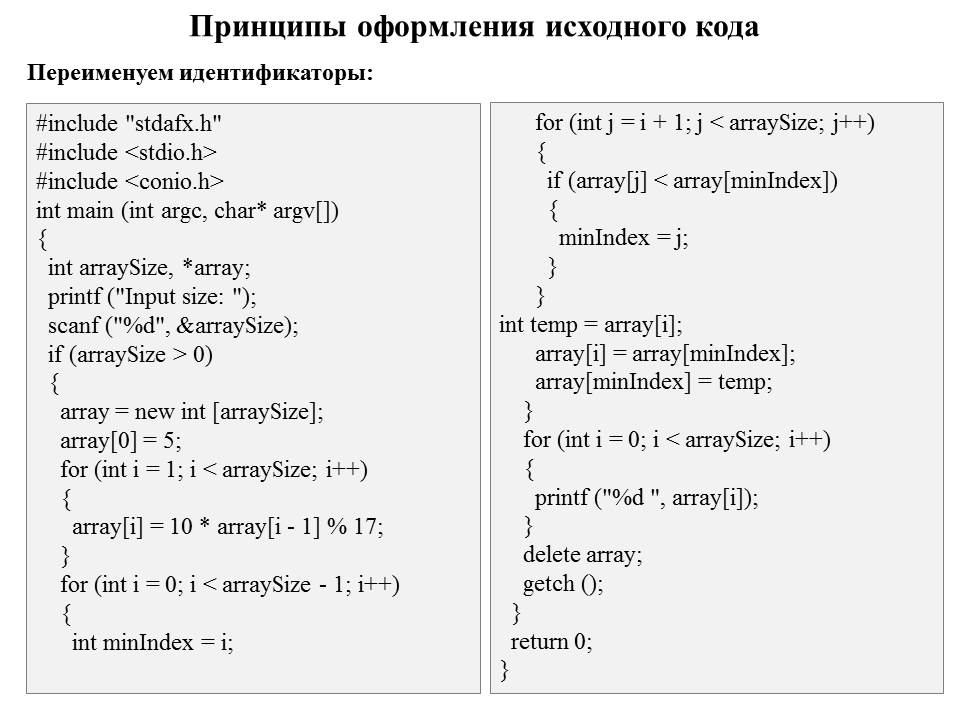 Принципы оформления исходного кода
Переименуем идентификаторы:
#include "stdafx.h"
#include <stdio.h>
#include <conio.h>
int main (int argc, char* argv[])
{
int arraySize, *array;
printf ("Input size: ");
scanf ("%d", &arraySize);
if (arraySize > 0)
{
array = new int [arraySize];
array[0] = 5;
for (int i = 1; i < arraySize; i++)
{
array[i] = 10 * array[i - 1] % 17;
}
for (int i = 0; i < arraySize - 1; i++)
{
int minIndex = i;
for (int j = i + 1; j < arraySize; j++)
{
if (array[j] < array[minIndex])
{
minIndex = j;
}
}
int temp = array[i];
array[i] = array[minIndex];
array[minIndex] = temp;
}
for (int i = 0; i < arraySize; i++)
{
printf ("%d ", array[i]);
}
delete array;
getch ();
}
return 0;
}